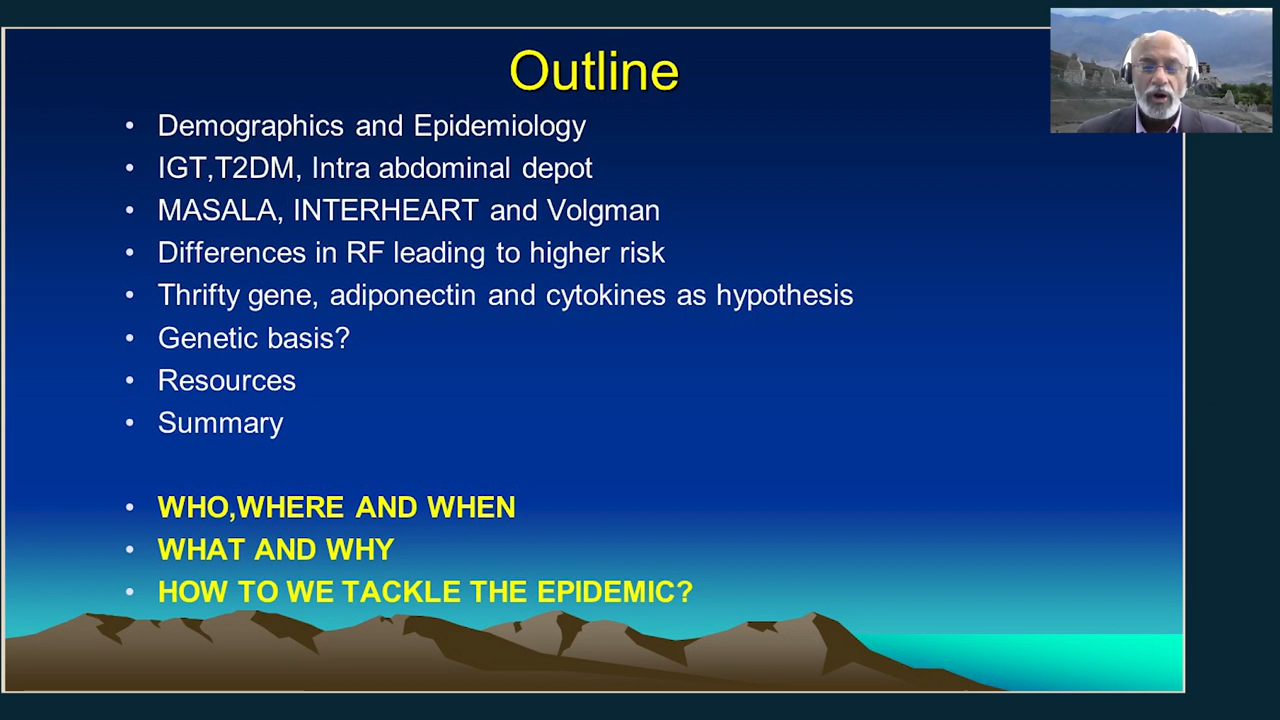 Outline
• Demographics and Epidemiology
• IGT,T2DM, Intra abdominal depot
• MASALA, INTERHEART and Volgman
• Differences in RF leading to higher risk
• Thrifty gene, adiponectin and cytokines as hypothesis
• Genetic basis?
• Resources
• Summary
• WHO,WHERE AND WHEN
• WHAT AND WHY
• HOW TO WE TACKLE THE EPIDEMIC?